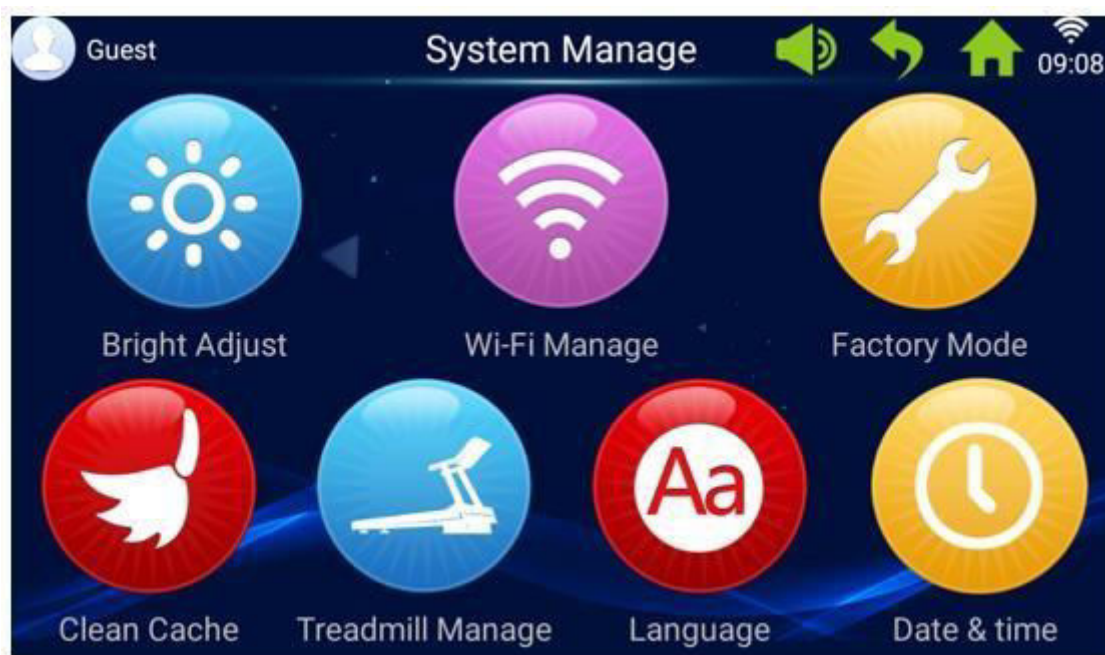 Guest
System Manage
09:08
Bright Adjust
Wi-Fi Manage
Factory Mode
Aa
Clean Cache
Treadmill Manage
Language
Date & time